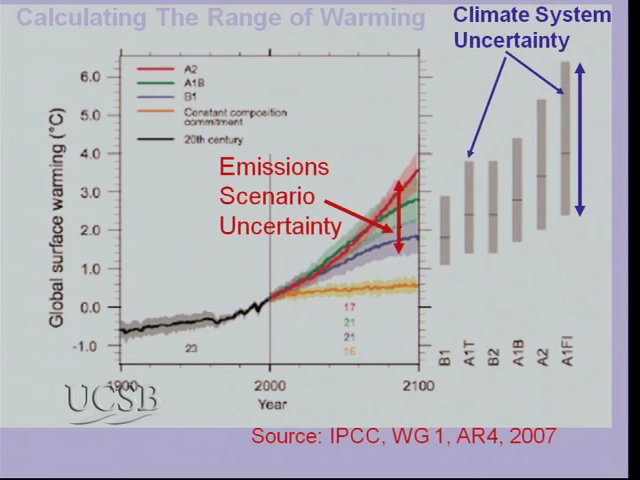 Calculating The Range of Warming
Climate System
Uncertainty
A2
A1B
B1
Constant composition
commitment
20th century
Emissions
Scenario
Uncertainty
Global surface warming (°C)
6.0
5.0
4.0
3.0
2.0
1.0
0.0
-1.0
17
21
21
16
23
1900
2000
2100
Year
B1
A1T
B2
A1B
A2
A1FI
UCSB
Source: IPCC, WG 1, AR4, 2007